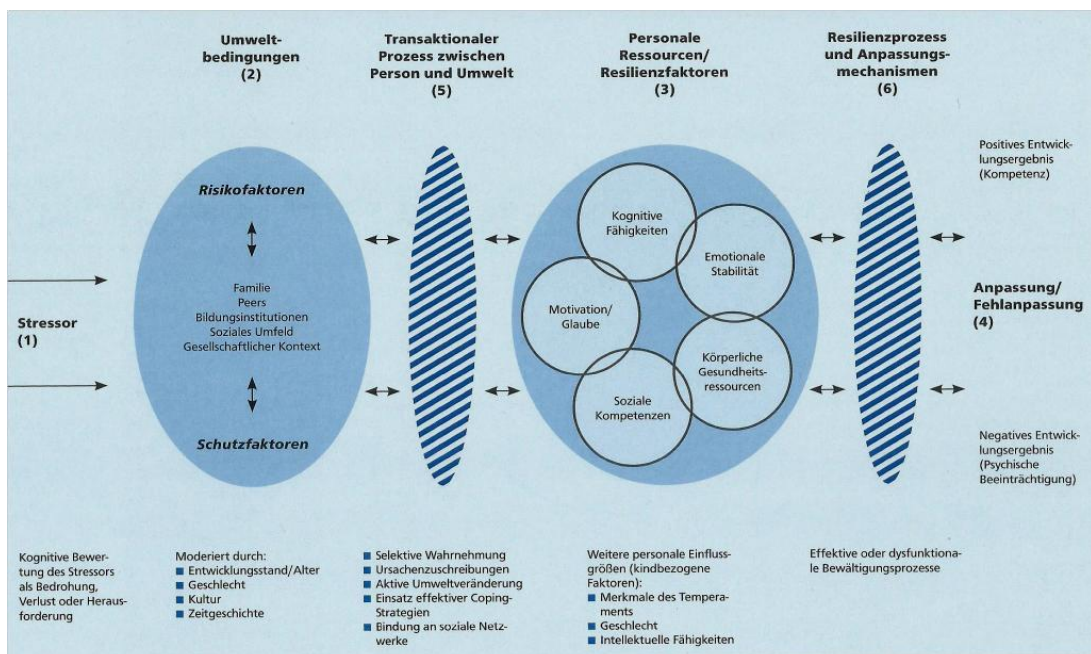 Umwelt-
bedingungen
(2)
Transaktionaler
Prozess zwischen
Person und Umwelt
(5)
Personale
Ressourcen/
Resilienzfaktoren
(3)
Resilienzprozess
und Anpassungs-
mechanismen
(6)
Stressor
(1)
Risikofaktoren
Familie
Peers
Bildungsinstitutionen
Soziales Umfeld
Gesellschaftlicher Kontext
Schutzfaktoren
Kognitive
Fähigkeiten
Emotionale
Stabilität
Motivation/
Glaube
Körperliche
Gesundheits-
ressourcen
Soziale
Kompetenzen
Positives Entwick-
lungsergebnis
(Kompetenz)
Anpassung/
Fehlanpassung
(4)
Negatives Entwick-
lungsergebnis
(Psychische
Beeinträchtigung)
Kognitive Bewer-
tung des Stressors
als Bedrohung,
Verlust oder Heraus-
forderung
Moderiert durch:
■ Entwicklungsstand/Alter
■ Geschlecht
■ Kultur
■ Zeitgeschichte
■ Selektive Wahrnehmung
■ Ursachenzuschreibungen
■ Aktive Umweltveränderung
■ Einsatz effektiver Coping-
Strategien
■ Bindung an soziale Netz-
werke
Weitere personale Einfluss-
größen (kindbezogene
Faktoren):
■ Merkmale des Tempera-
ments
■ Geschlecht
■ Intellektuelle Fähigkeiten
Effektive oder dysfunktiona-
le Bewältigungsprozesse